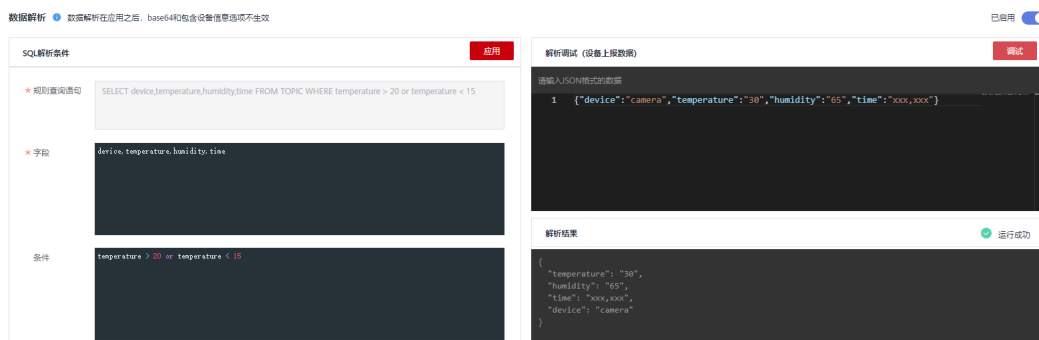 数据解析 数据解析在应用之后，base64和包含设备信息选项不生效
已启用
SQL解析条件
应用
* 规则查询语句
SELECT device,temperature,humidity,time FROM TOPIC WHERE temperature > 20 or temperature < 15
* 字段
device,temperature,humidity,time
条件
temperature > 20 or temperature < 15
解析调试（设备上报数据）
调试
请输入JSON格式的数据
1 {"device":"camera","temperature":"30","humidity":"65","time":"xxx,xxx"}
解析结果
运行成功
{
"temperature": "30",
"humidity": "65",
"time": "xxx,xxx",
"device": "camera"
}